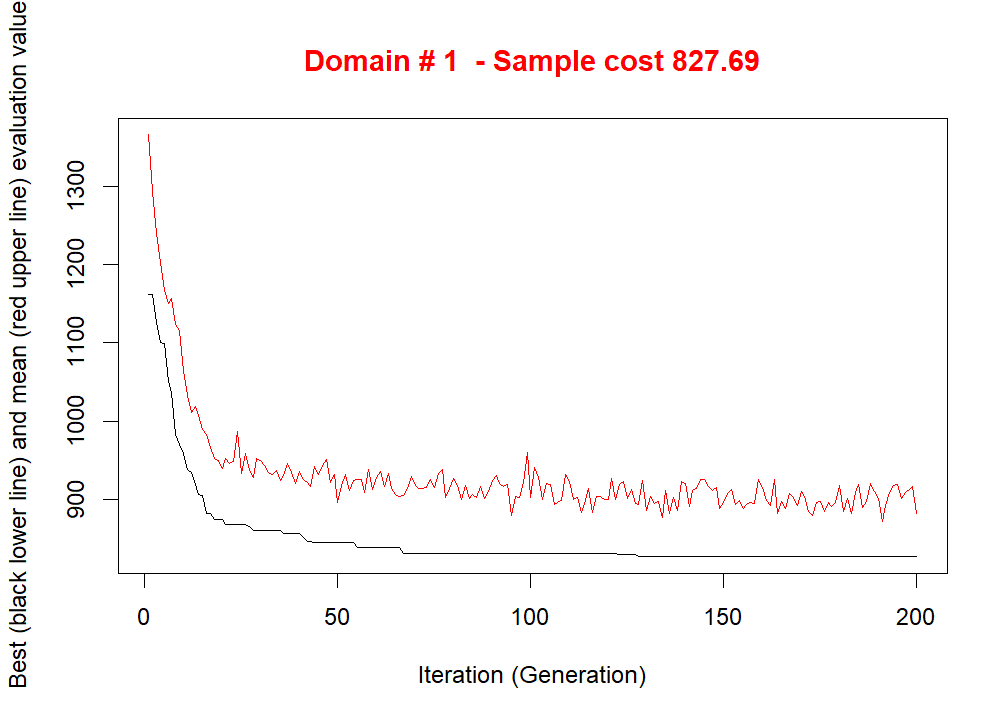 Domain # 1  - Sample cost 827.69
Best (black lower line) and mean (red upper line) evaluation value
1300
1200
1100
1000
900
0 50 100 150 200
Iteration (Generation)